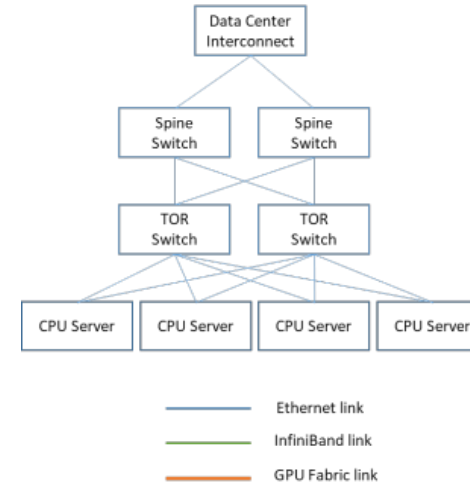 Data Center
Interconnect
Spine
Switch
Spine
Switch
TOR
Switch
TOR
Switch
CPU Server
CPU Server
CPU Server
CPU Server
Ethernet link
InfiniBand link
GPU Fabric link